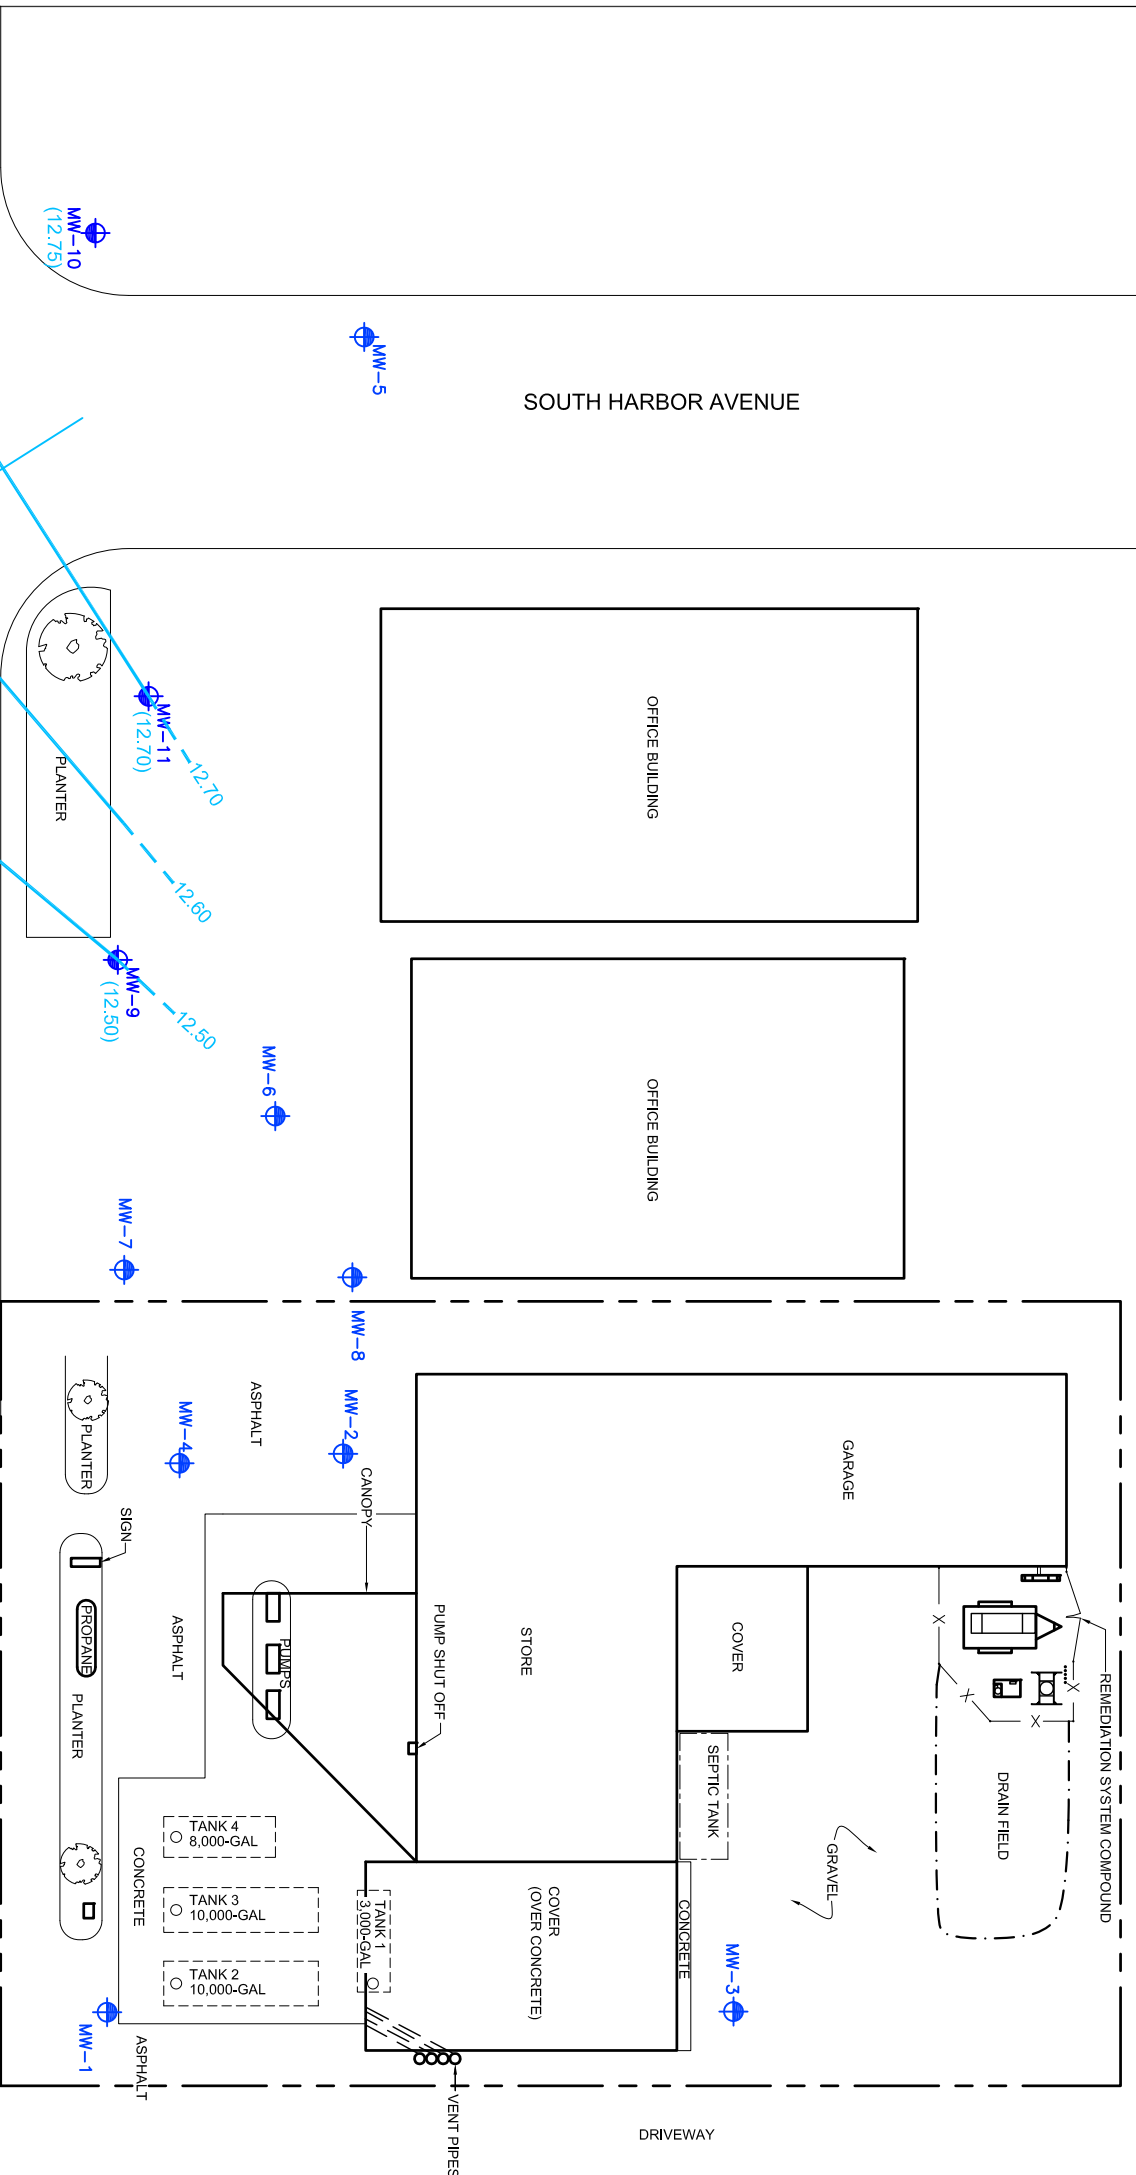 MW-10
(12.75)
MW-5
SOUTH HARBOR AVENUE
MW-11
(12.70)
12.70
PLANTER
12.60
OFFICE BUILDING
MW-9
(12.50)
12.50
MW-6
OFFICE BUILDING
MW-7
MW-8
ASPHALT
MW-2
MW-4
PLANTER
CANOPY
GARAGE
SIGN
PROPANE
ASPHALT
PUMPS
PUMP SHUT OFF
STORE
COVER
REMEDIATION SYSTEM COMPOUND
X
X
X
X
PLANTER
SEPTIC TANK
DRAIN FIELD
GRAVEL
TANK 4
8,000-GAL
CONCRETE
TANK 3
10,000-GAL
TANK 1
3,000-GAL
COVER
(OVER CONCRETE)
CONCRETE
TANK 2
10,000-GAL
MW-3
MW-1
ASPHALT
VENT PIPES
DRIVEWAY